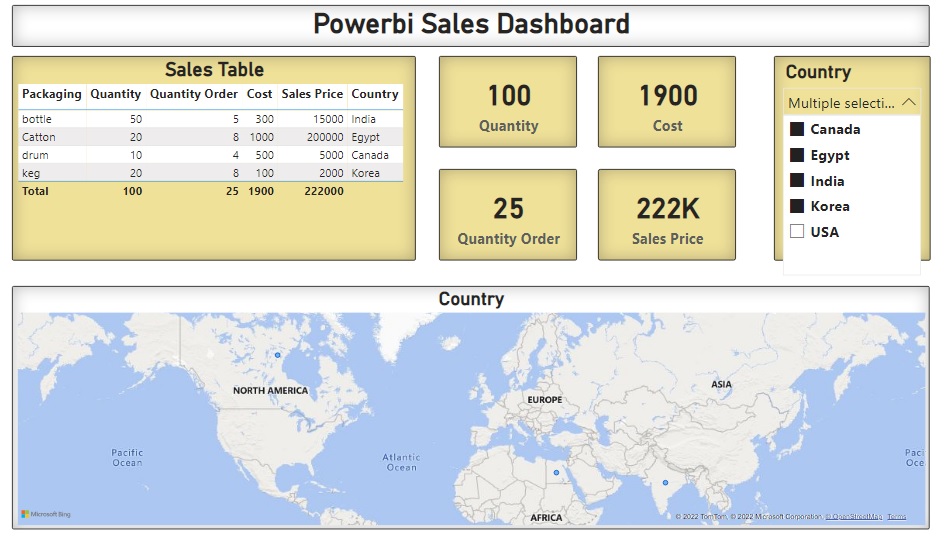 Powerbi Sales Dashboard
Sales Table
Packaging Quantity Quantity Order Cost Sales Price Country
bottle 50 5 300 15000 India
Catton 20 8 1000 200000 Egypt
drum 10 4 500 5000 Canada
keg 20 8 100 2000 Korea
Total 100 25 1900 222000
100
Quantity
1900
Cost
25
Quantity Order
222K
Sales Price
Country
Multiple selecti...
Canada
Egypt
India
Korea
USA
Country
NORTH AMERICA
EUROPE
ASIA
Pacific
Ocean
Atlantic
Ocean
Paci
Oce
AFRICA
Microsoft Bing
© 2022 TomTom, © 2022 Microsoft Corporation, © OpenStreetMap Terms